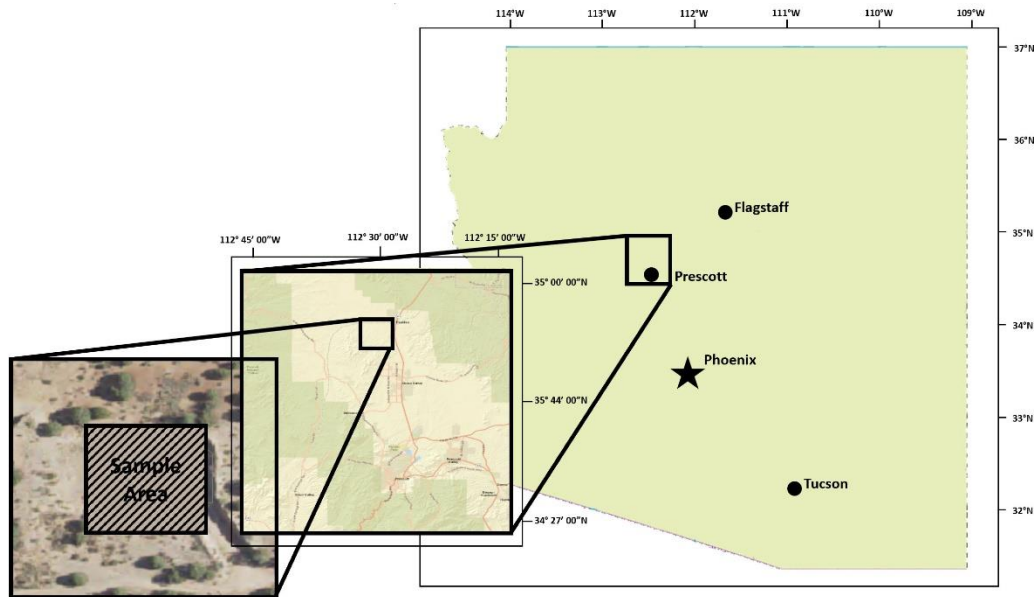 114°W 113°W 112°W 111°W 110°W 109°W
37°N
36°N
Flagstaff
35°N
112° 45' 00"W 112° 30' 00"W 112° 15' 00"W
Prescott
35° 00' 00"N
34°N
Phoenix
35° 44' 00"N
33°N
Sample
Area
Tucson
34° 27' 00"N
32°N